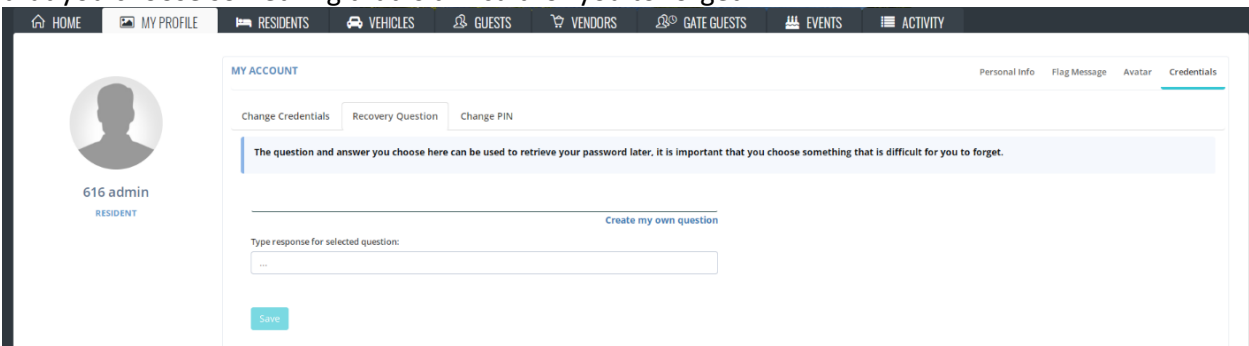 HOME MY PROFILE RESIDENTS VEHICLES GUESTS VENDORS GATE GUESTS EVENTS ACTIVITY
MY ACCOUNT Personal Info Flag Message Avatar Credentials
Change Credentials Recovery Question Change PIN
The question and answer you choose here can be used to retrieve your password later, it is important that you choose something that is difficult for you to forget.
616 admin
RESIDENT
Create my own question
Type response for selected question:
...
Save